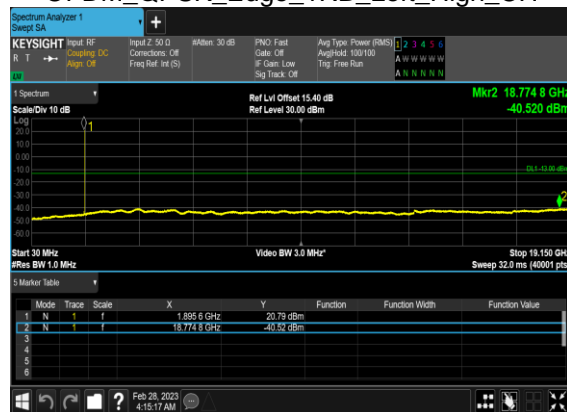 Spectrum Analyzer 1
Swept SA
+
KEYSIGHT Input: RF Input Z: 50 Ω #Atten: 30 dB PNO: Fast Avg Type: Power (RMS) 1 2 3 4 5 6
R T Coupling: DC Corrections: Off Gate: Off Avg|Hold: 100/100 A W W W W W
Align: Off Freq Ref: Int (S) IF Gain: Low Trig: Free Run
LW Sig Track: Off A N N N N N
1 Spectrum Ref Lvl Offset 15.40 dB Mkr2 18.774 8 GHz
Scale/Div 10 dB Ref Level 30.00 dBm -40.520 dBm
Log 1
20.0
10.0
0.00
-10.0 DL1 -13.00 dBm
-20.0
-30.0 2
-40.0
-50.0
-60.0
Start 30 MHz Video BW 3.0 MHz* Stop 19.150 GHz
#Res BW 1.0 MHz Sweep 32.0 ms (40001 pts)
5 Marker Table
Mode Trace Scale X Y Function Function Width Function Value
1 N 1 f 1.895 6 GHz 20.79 dBm
2 N 1 f 18.774 8 GHz -40.52 dBm
3
4
5
6
? Feb 28, 2023
4:15:17 AM